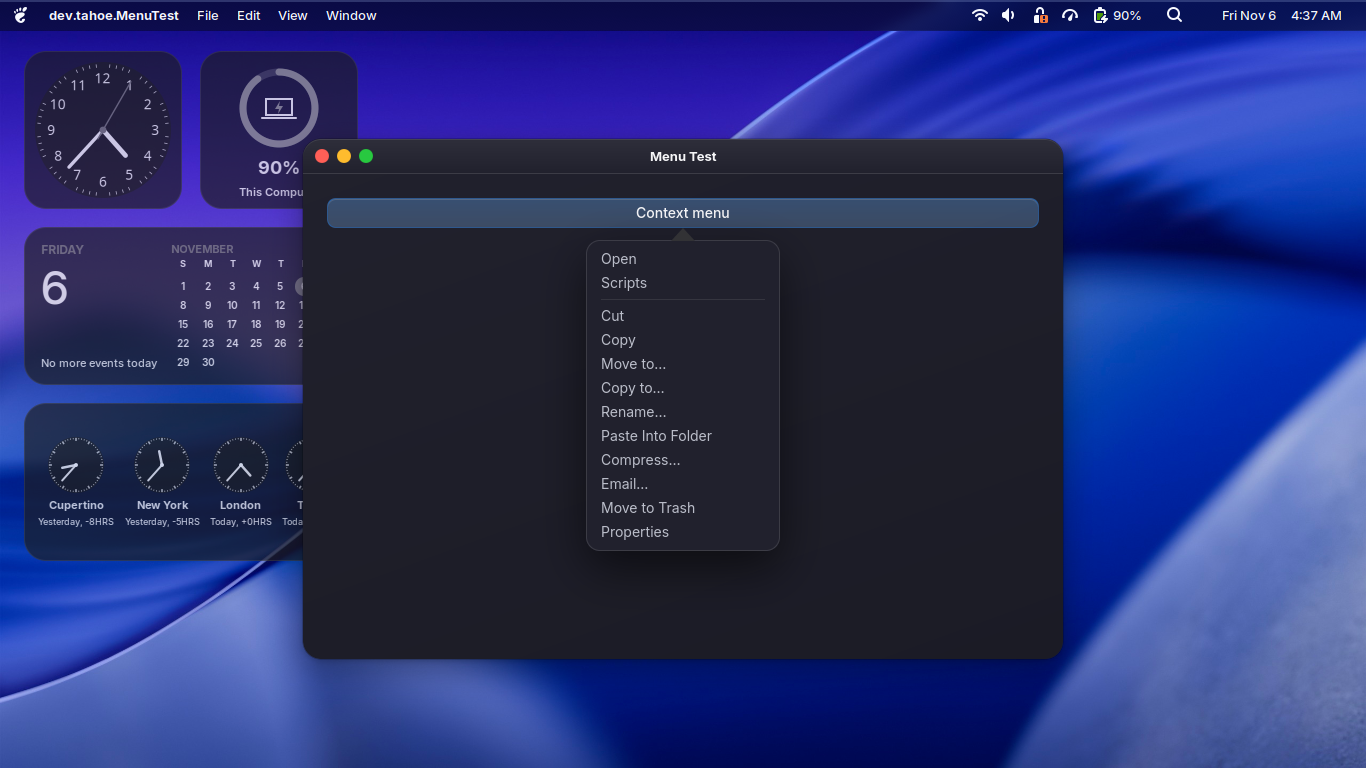 dev.tahoe.MenuTest File Edit View Window 90% Fri Nov 6 4:37 AM
12
11 1
10 2
9 3
8 4
7 5
6
90%
This Compu
FRIDAY
6
No more events today
NOVEMBER
S M T W T
1 2 3 4 5
8 9 10 11 12
15 16 17 18 19
22 23 24 25 26
29 30
Cupertino New York London
Yesterday, -8HRS Yesterday, -5HRS Today, +0HRS Toda
Menu Test
Context menu
Open
Scripts
Cut
Copy
Move to...
Copy to...
Rename...
Paste Into Folder
Compress...
Email...
Move to Trash
Properties